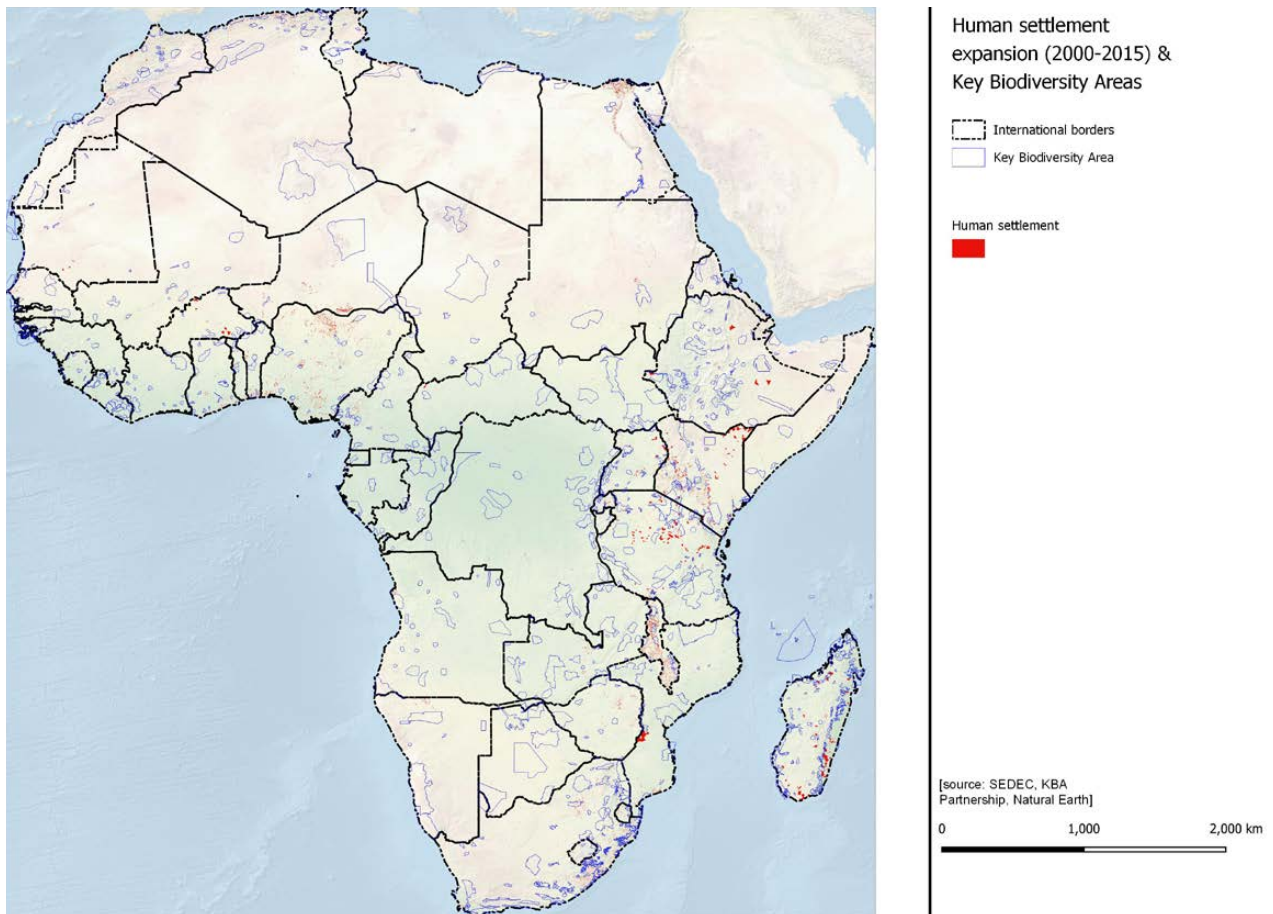 Human settlement
expansion (2000-2015) &
Key Biodiversity Areas
International borders
Key Biodiversity Area
Human settlement
[source: SEDEC, KBA
Partnership, Natural Earth]
0 1,000 2,000 km